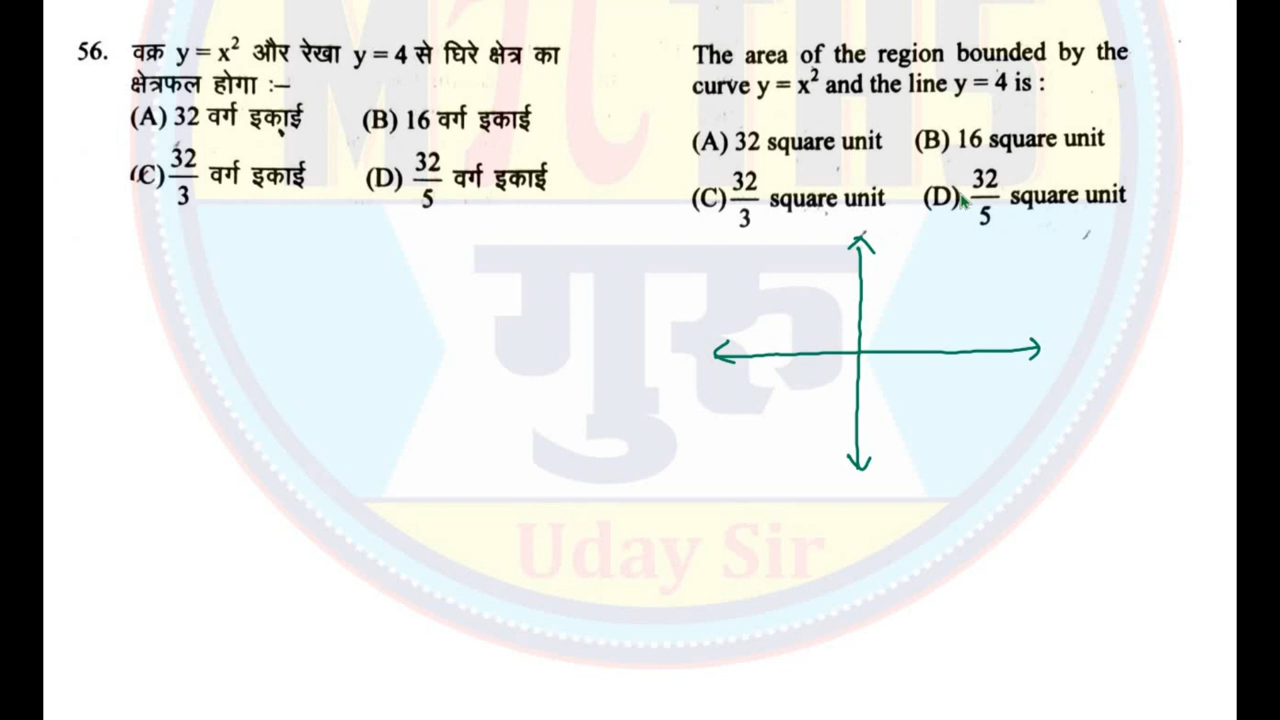 56. वक्र y = x² और रेखा y = 4 से घिरे क्षेत्र का
क्षेत्रफल होगा :–
(A) 32 वर्ग इकाई (B) 16 वर्ग इकाई
(C) 32/3 वर्ग इकाई (D) 32/5 वर्ग इकाई
The area of the region bounded by the
curve y = x² and the line y = 4 is :
(A) 32 square unit (B) 16 square unit
(C) 32/3 square unit (D) 32/5 square unit
गुरु
Uday Sir